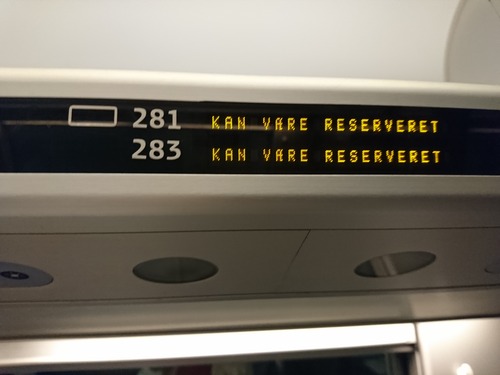 281 KAN VÆRE RESERVERET
283 KAN VÆRE RESERVERET